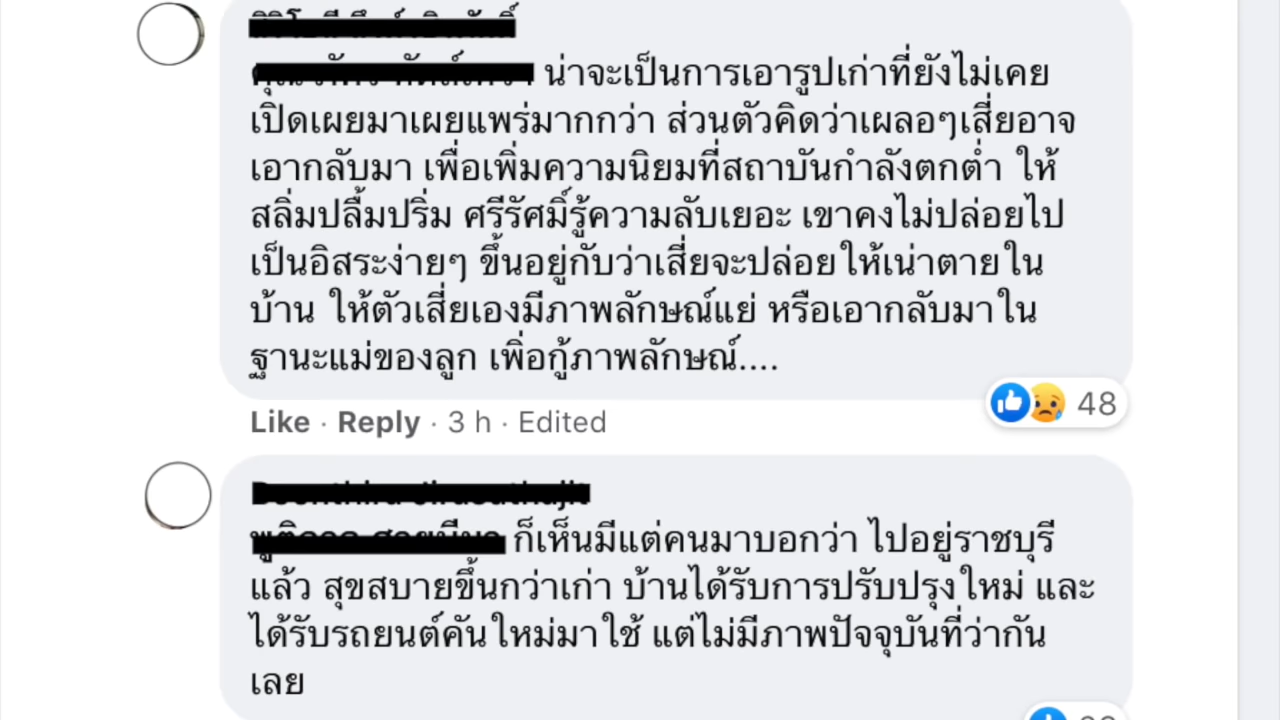 น่าจะเป็นการเอารูปเก่าที่ยังไม่เคย
เปิดเผยมาเผยแพร่มากกว่า ส่วนตัวคิดว่าเผลอๆเสี่ยอาจ
เอากลับมา เพื่อเพิ่มความนิยมที่สถาบันกำลังตกต่ำ ให้
สลิ่มปลื้มปริ่ม ศรีรัศมิ์รู้ความลับเยอะ เขาคงไม่ปล่อยไป
เป็นอิสระง่ายๆ ขึ้นอยู่กับว่าเสี่ยจะปล่อยให้เน่าตายใน
บ้าน ให้ตัวเสี่ยเองมีภาพลักษณ์แย่ หรือเอากลับมาใน
ฐานะแม่ของลูก เพื่อกู้ภาพลักษณ์....
Like · Reply · 3 h · Edited
48
ก็เห็นมีแต่คนมาบอกว่า ไปอยู่ราชบุรี
แล้ว สุขสบายขึ้นกว่าเก่า บ้านได้รับการปรับปรุงใหม่ และ
ได้รับรถยนต์คันใหม่มาใช้ แต่ไม่มีภาพปัจจุบันที่ว่ากัน
เลย